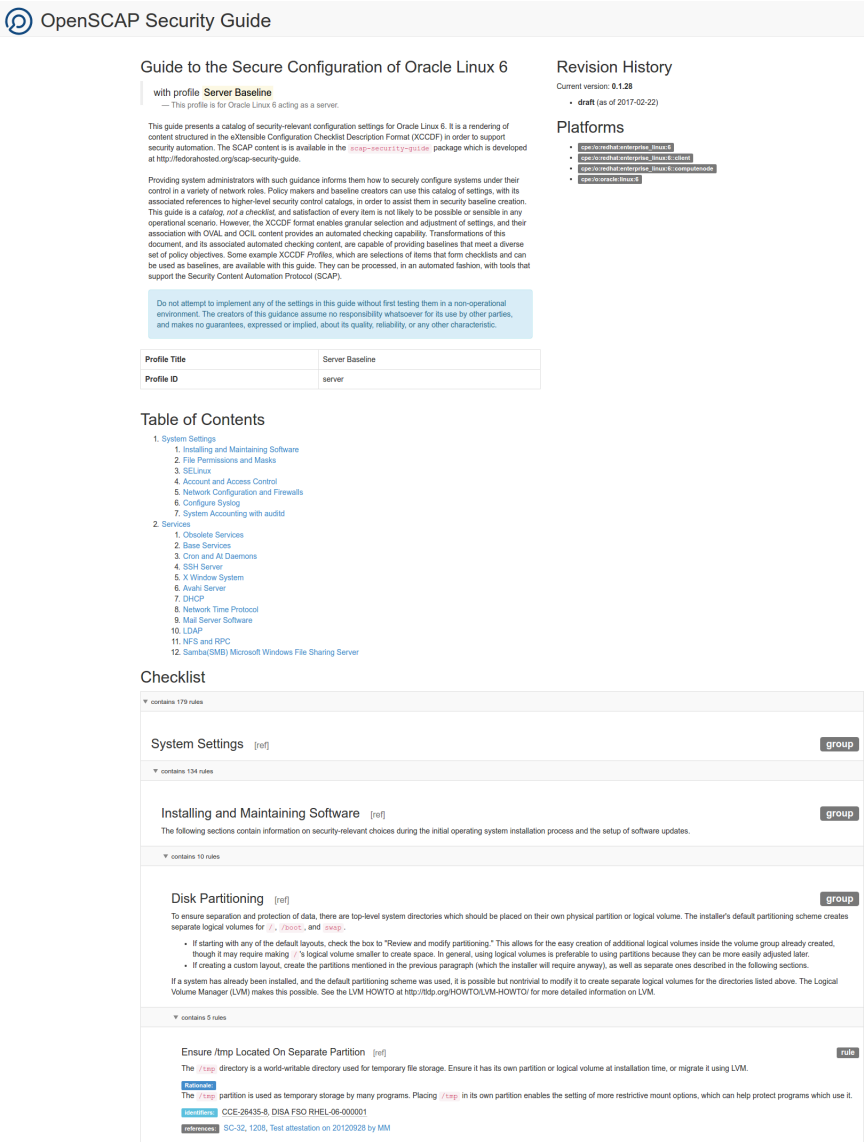 OpenSCAP Security Guide
Guide to the Secure Configuration of Oracle Linux 6
with profile Server Baseline
— This profile is for Oracle Linux 6 acting as a server.
This guide presents a catalog of security-relevant configuration settings for Oracle Linux 6. It is a rendering of
content structured in the eXtensible Configuration Checklist Description Format (XCCDF) in order to support
security automation. The SCAP content is is available in the scap-security-guide package which is developed
at http://fedorahosted.org/scap-security-guide.
Providing system administrators with such guidance informs them how to securely configure systems under their
control in a variety of network roles. Policy makers and baseline creators can use this catalog of settings, with its
associated references to higher-level security control catalogs, in order to assist them in security baseline creation.
This guide is a catalog, not a checklist, and satisfaction of every item is not likely to be possible or sensible in any
operational scenario. However, the XCCDF format enables granular selection and adjustment of settings, and their
association with OVAL and OCIL content provides an automated checking capability. Transformations of this
document, and its associated automated checking content, are capable of providing baselines that meet a diverse
set of policy objectives. Some example XCCDF Profiles, which are selections of items that form checklists and can
be used as baselines, are available with this guide. They can be processed, in an automated fashion, with tools that
support the Security Content Automation Protocol (SCAP).
Do not attempt to implement any of the settings in this guide without first testing them in a non-operational
environment. The creators of this guidance assume no responsibility whatsoever for its use by other parties,
and makes no guarantees, expressed or implied, about its quality, reliability, or any other characteristic.
Profile Title Server Baseline
Profile ID server
Revision History
Current version: 0.1.28
• draft (as of 2017-02-22)
Platforms
• cpe:/o:redhat:enterprise_linux:6
• cpe:/o:redhat:enterprise_linux:6::client
• cpe:/o:redhat:enterprise_linux:6::computenode
• cpe:/o:oracle:linux:6
Table of Contents
1. System Settings
1. Installing and Maintaining Software
2. File Permissions and Masks
3. SELinux
4. Account and Access Control
5. Network Configuration and Firewalls
6. Configure Syslog
7. System Accounting with auditd
2. Services
1. Obsolete Services
2. Base Services
3. Cron and At Daemons
4. SSH Server
5. X Window System
6. Avahi Server
7. DHCP
8. Network Time Protocol
9. Mail Server Software
10. LDAP
11. NFS and RPC
12. Samba(SMB) Microsoft Windows File Sharing Server
Checklist
▼ contains 179 rules
System Settings [ref] group
▼ contains 134 rules
Installing and Maintaining Software [ref] group
The following sections contain information on security-relevant choices during the initial operating system installation process and the setup of software updates.
▼ contains 10 rules
Disk Partitioning [ref] group
To ensure separation and protection of data, there are top-level system directories which should be placed on their own physical partition or logical volume. The installer's default partitioning scheme creates
separate logical volumes for /, /boot, and swap.
• If starting with any of the default layouts, check the box to "Review and modify partitioning." This allows for the easy creation of additional logical volumes inside the volume group already created,
though it may require making /'s logical volume smaller to create space. In general, using logical volumes is preferable to using partitions because they can be more easily adjusted later.
• If creating a custom layout, create the partitions mentioned in the previous paragraph (which the installer will require anyway), as well as separate ones described in the following sections.
If a system has already been installed, and the default partitioning scheme was used, it is possible but nontrivial to modify it to create separate logical volumes for the directories listed above. The Logical
Volume Manager (LVM) makes this possible. See the LVM HOWTO at http://tldp.org/HOWTO/LVM-HOWTO/ for more detailed information on LVM.
▼ contains 5 rules
Ensure /tmp Located On Separate Partition [ref] rule
The /tmp directory is a world-writable directory used for temporary file storage. Ensure it has its own partition or logical volume at installation time, or migrate it using LVM.
Rationale:
The /tmp partition is used as temporary storage by many programs. Placing /tmp in its own partition enables the setting of more restrictive mount options, which can help protect programs which use it.
identifiers: CCE-26435-8, DISA FSO RHEL-06-000001
references: SC-32, 1208, Test attestation on 20120928 by MM